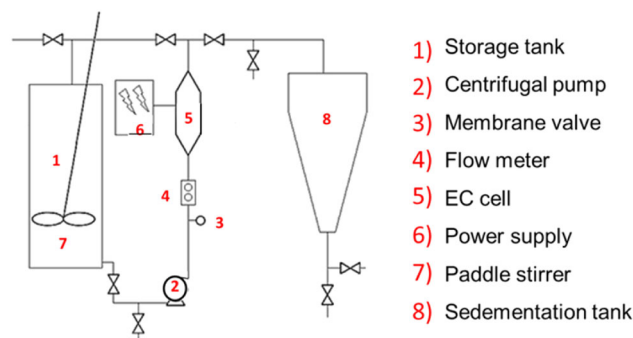 1) Storage tank
2) Centrifugal pump
3) Membrane valve
4) Flow meter
5) EC cell
6) Power supply
7) Paddle stirrer
8) Sedementation tank
6
5
8
1
4
3
7
2